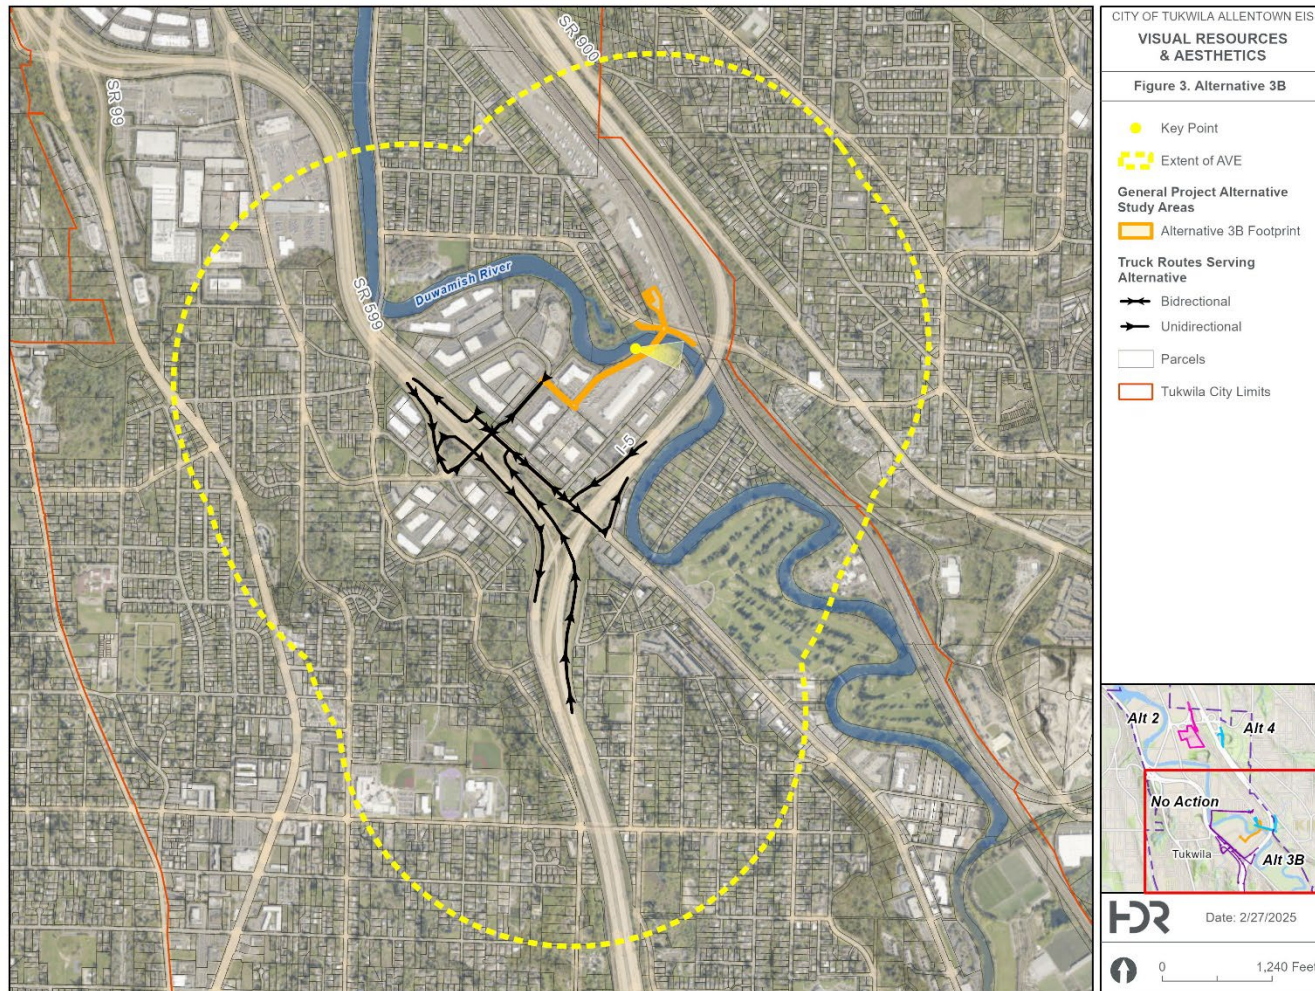 SR 900
SR 99
SR 599
Duwamish River
I-5
CITY OF TUKWILA ALLENTOWN EIS
VISUAL RESOURCES
& AESTHETICS
Figure 3. Alternative 3B
Key Point
Extent of AVE
General Project Alternative
Study Areas
Alternative 3B Footprint
Truck Routes Serving
Alternative
Bidrectional
Unidirectional
Parcels
Tukwila City Limits
Alt 2
Alt 4
No Action
Tukwila
Alt 3B
HDR
Date: 2/27/2025
0 1,240 Feet